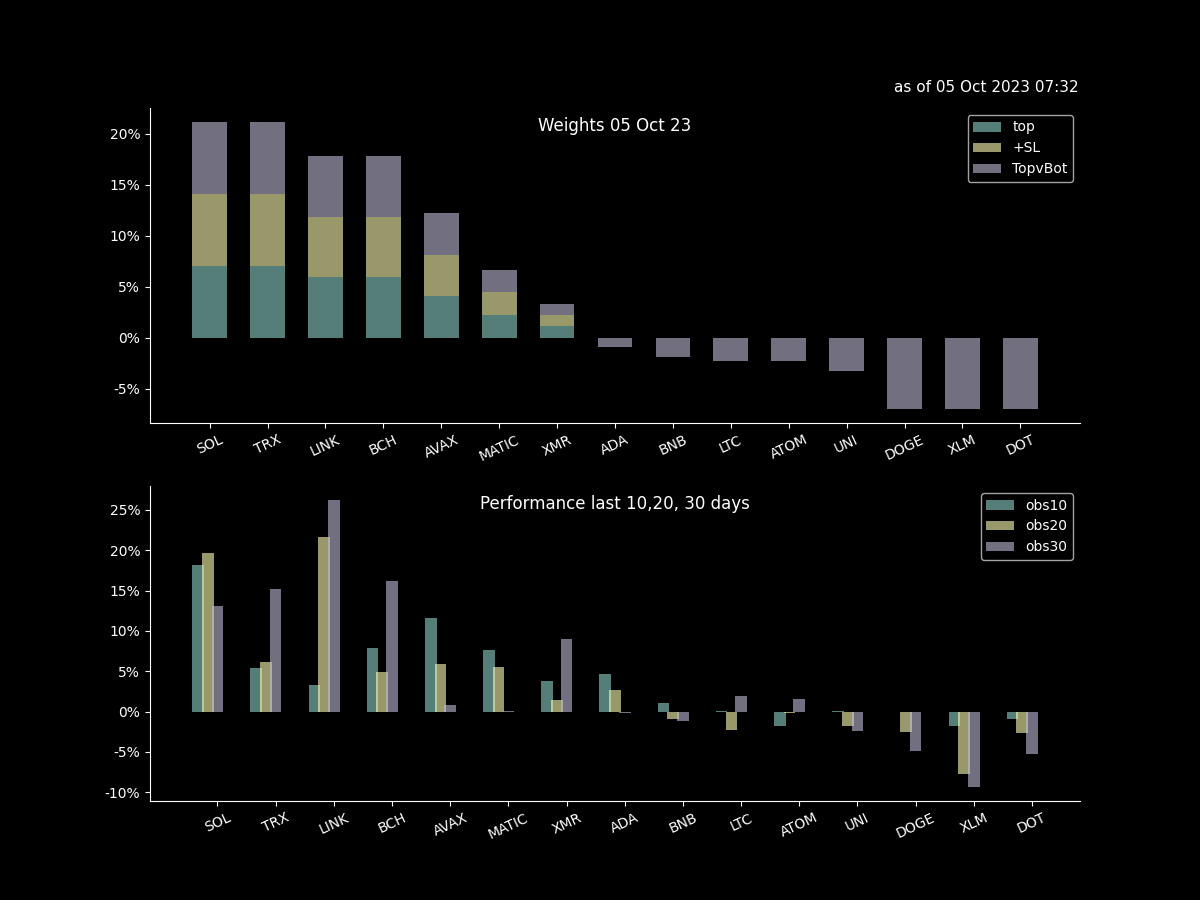 as of 05 Oct 2023 07:32
Weights 05 Oct 23
top
+SL
TopvBot
20%
15%
10%
5%
0%
-5%
SOL TRX LINK BCH AVAX MATIC XMR ADA BNB LTC ATOM UNI DOGE XLM DOT
Performance last 10,20, 30 days
obs10
obs20
obs30
25%
20%
15%
10%
5%
0%
-5%
-10%
SOL TRX LINK BCH AVAX MATIC XMR ADA BNB LTC ATOM UNI DOGE XLM DOT